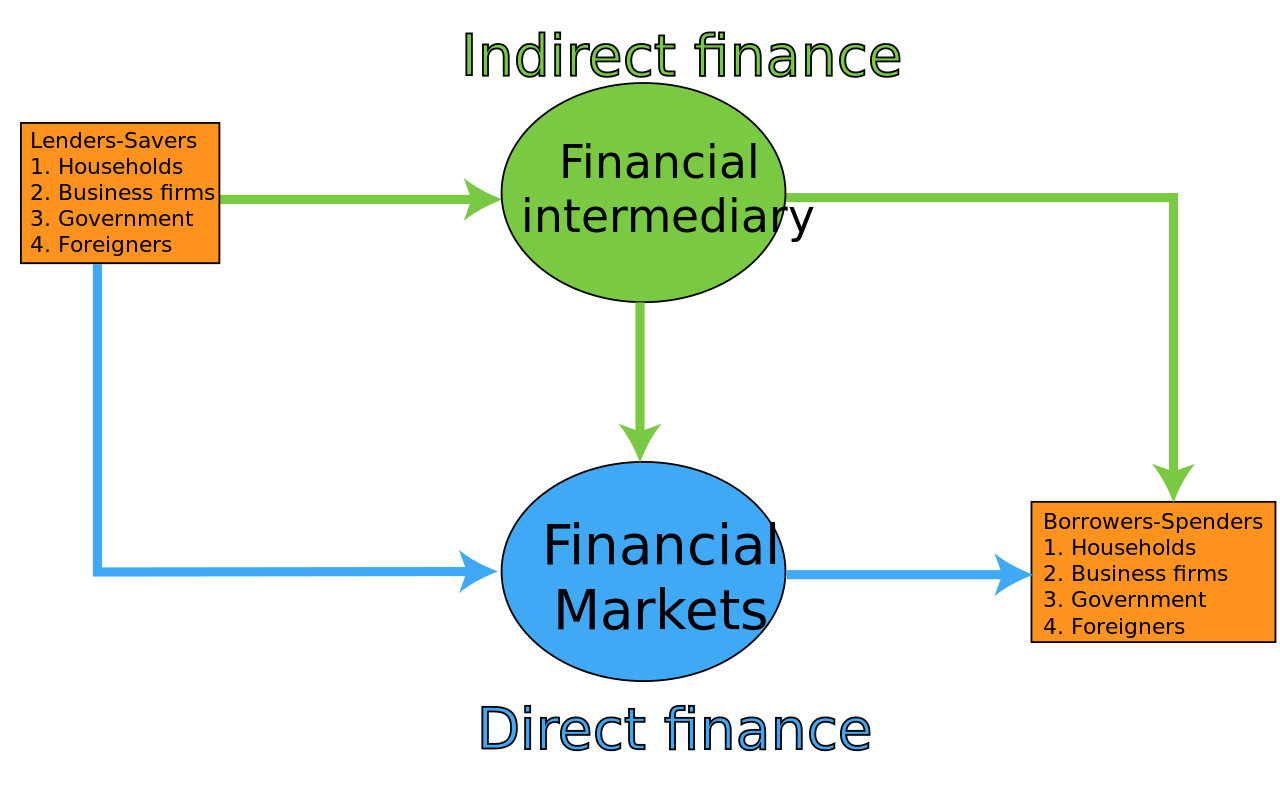 Indirect finance
Lenders-Savers
1. Households
2. Business firms
3. Government
4. Foreigners
Financial
intermediary
Financial
Markets
Borrowers-Spenders
1. Households
2. Business firms
3. Government
4. Foreigners
Direct finance